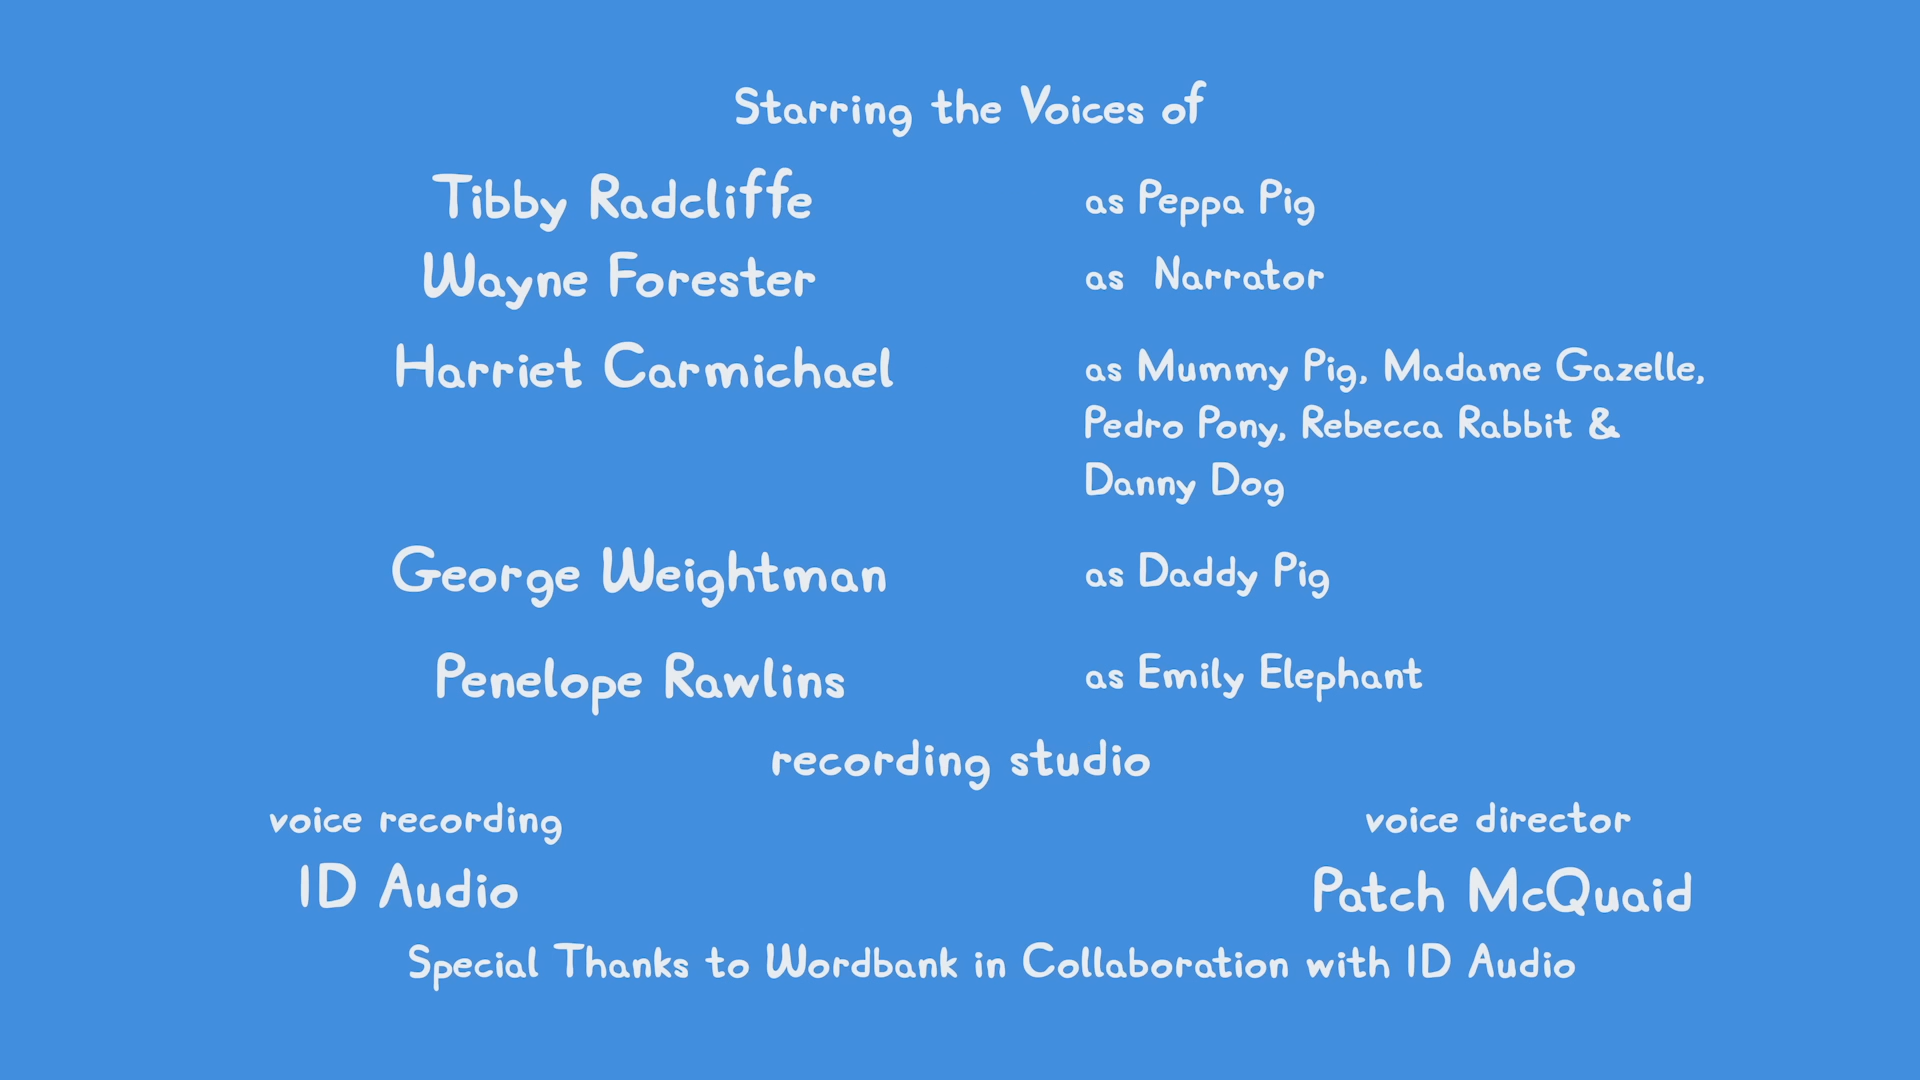 Starring the Voices of
Tibby Radcliffe as Peppa Pig
Wayne Forester as Narrator
Harriet Carmichael as Mummy Pig, Madame Gazelle,
Pedro Pony, Rebecca Rabbit &
Danny Dog
George Weightman as Daddy Pig
Penelope Rawlins as Emily Elephant
recording studio
voice recording voice director
ID Audio Patch McQuaid
Special Thanks to Wordbank in Collaboration with ID Audio